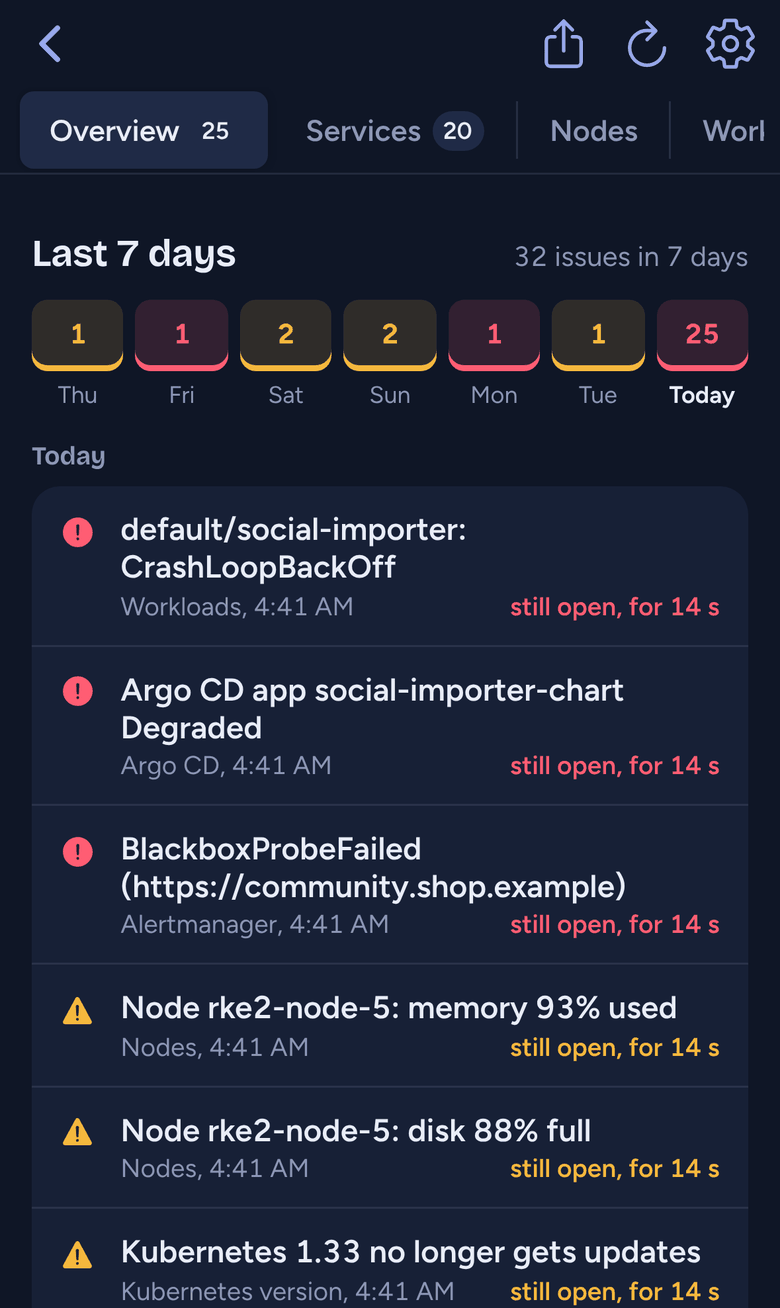 Overview 25 Services 20 Nodes Work
Last 7 days 32 issues in 7 days
1 1 2 2 1 1 25
Thu Fri Sat Sun Mon Tue Today
Today
default/social-importer:
CrashLoopBackOff
Workloads, 4:41 AM still open, for 14 s
Argo CD app social-importer-chart
Degraded
Argo CD, 4:41 AM still open, for 14 s
BlackboxProbeFailed
(https://community.shop.example)
Alertmanager, 4:41 AM still open, for 14 s
Node rke2-node-5: memory 93% used
Nodes, 4:41 AM still open, for 14 s
Node rke2-node-5: disk 88% full
Nodes, 4:41 AM still open, for 14 s
Kubernetes 1.33 no longer gets updates
Kubernetes version, 4:41 AM still open, for 14 s